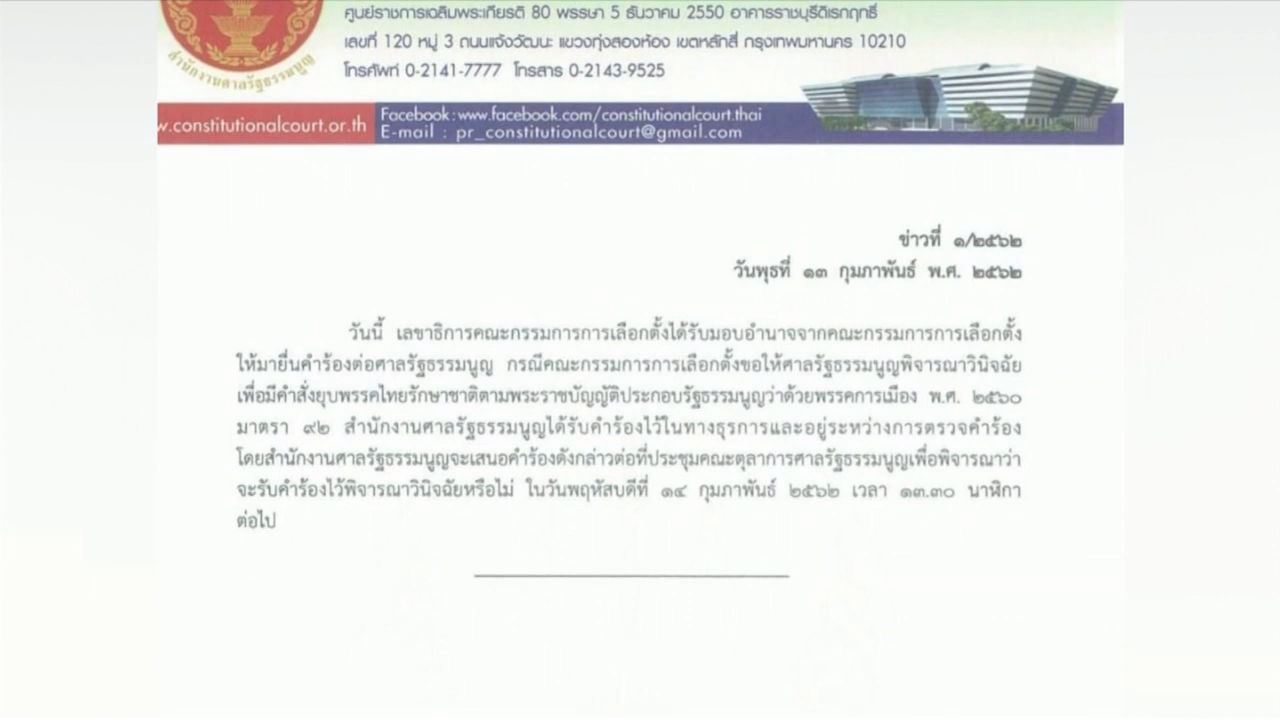 สำนักงานศาลรัฐธรรมนูญ
ศูนย์ราชการเฉลิมพระเกียรติ 80 พรรษา 5 ธันวาคม 2550 อาคารราชบุรีดิเรกฤทธิ์
เลขที่ 120 หมู่ 3 ถนนแจ้งวัฒนะ แขวงทุ่งสองห้อง เขตหลักสี่ กรุงเทพมหานคร 10210
โทรศัพท์ 0-2141-7777 โทรสาร 0-2143-9525
w.constitutionalcourt.or.th
Facebook : www.facebook.com/constitutionalcourt.thai
E-mail : pr_constitutionalcourt@gmail.com
ข่าวที่ ๑/๒๕๖๒
วันพุธที่ ๑๓ กุมภาพันธ์ พ.ศ. ๒๕๖๒
วันนี้ เลขาธิการคณะกรรมการการเลือกตั้งได้รับมอบอำนาจจากคณะกรรมการการเลือกตั้ง
ให้มายื่นคำร้องต่อศาลรัฐธรรมนูญ กรณีคณะกรรมการการเลือกตั้งขอให้ศาลรัฐธรรมนูญพิจารณาวินิจฉัย
เพื่อมีคำสั่งยุบพรรคไทยรักษาชาติตามพระราชบัญญัติประกอบรัฐธรรมนูญว่าด้วยพรรคการเมือง พ.ศ. ๒๕๖๐
มาตรา ๙๒ สำนักงานศาลรัฐธรรมนูญได้รับคำร้องไว้ในทางธุรการและอยู่ระหว่างการตรวจคำร้อง
โดยสำนักงานศาลรัฐธรรมนูญจะเสนอคำร้องดังกล่าวต่อที่ประชุมคณะตุลาการศาลรัฐธรรมนูญเพื่อพิจารณาว่า
จะรับคำร้องไว้พิจารณาวินิจฉัยหรือไม่ ในวันพฤหัสบดีที่ ๑๔ กุมภาพันธ์ ๒๕๖๒ เวลา ๑๓.๓๐ นาฬิกา
ต่อไป